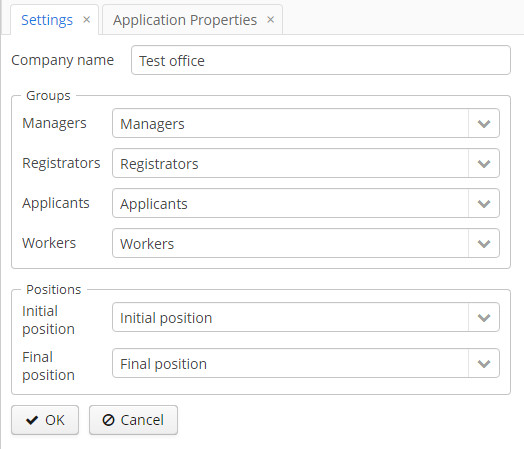 Settings × Application Properties ×
Company name Test office
Groups
Managers Managers
Registrators Registrators
Applicants Applicants
Workers Workers
Positions
Initial position Initial position
Final position Final position
OK Cancel